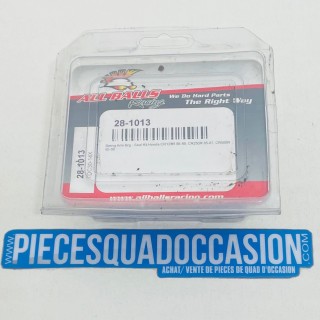 ALL BALLS
Racing
We Do Hard Parts
The Right Way
28-1013
28-1013
www.allballsracing.com
WWW.
PIECESQUADOCCASION
.COM
ACHAT/ VENTE DE PIECES DE QUAD D'OCCASION